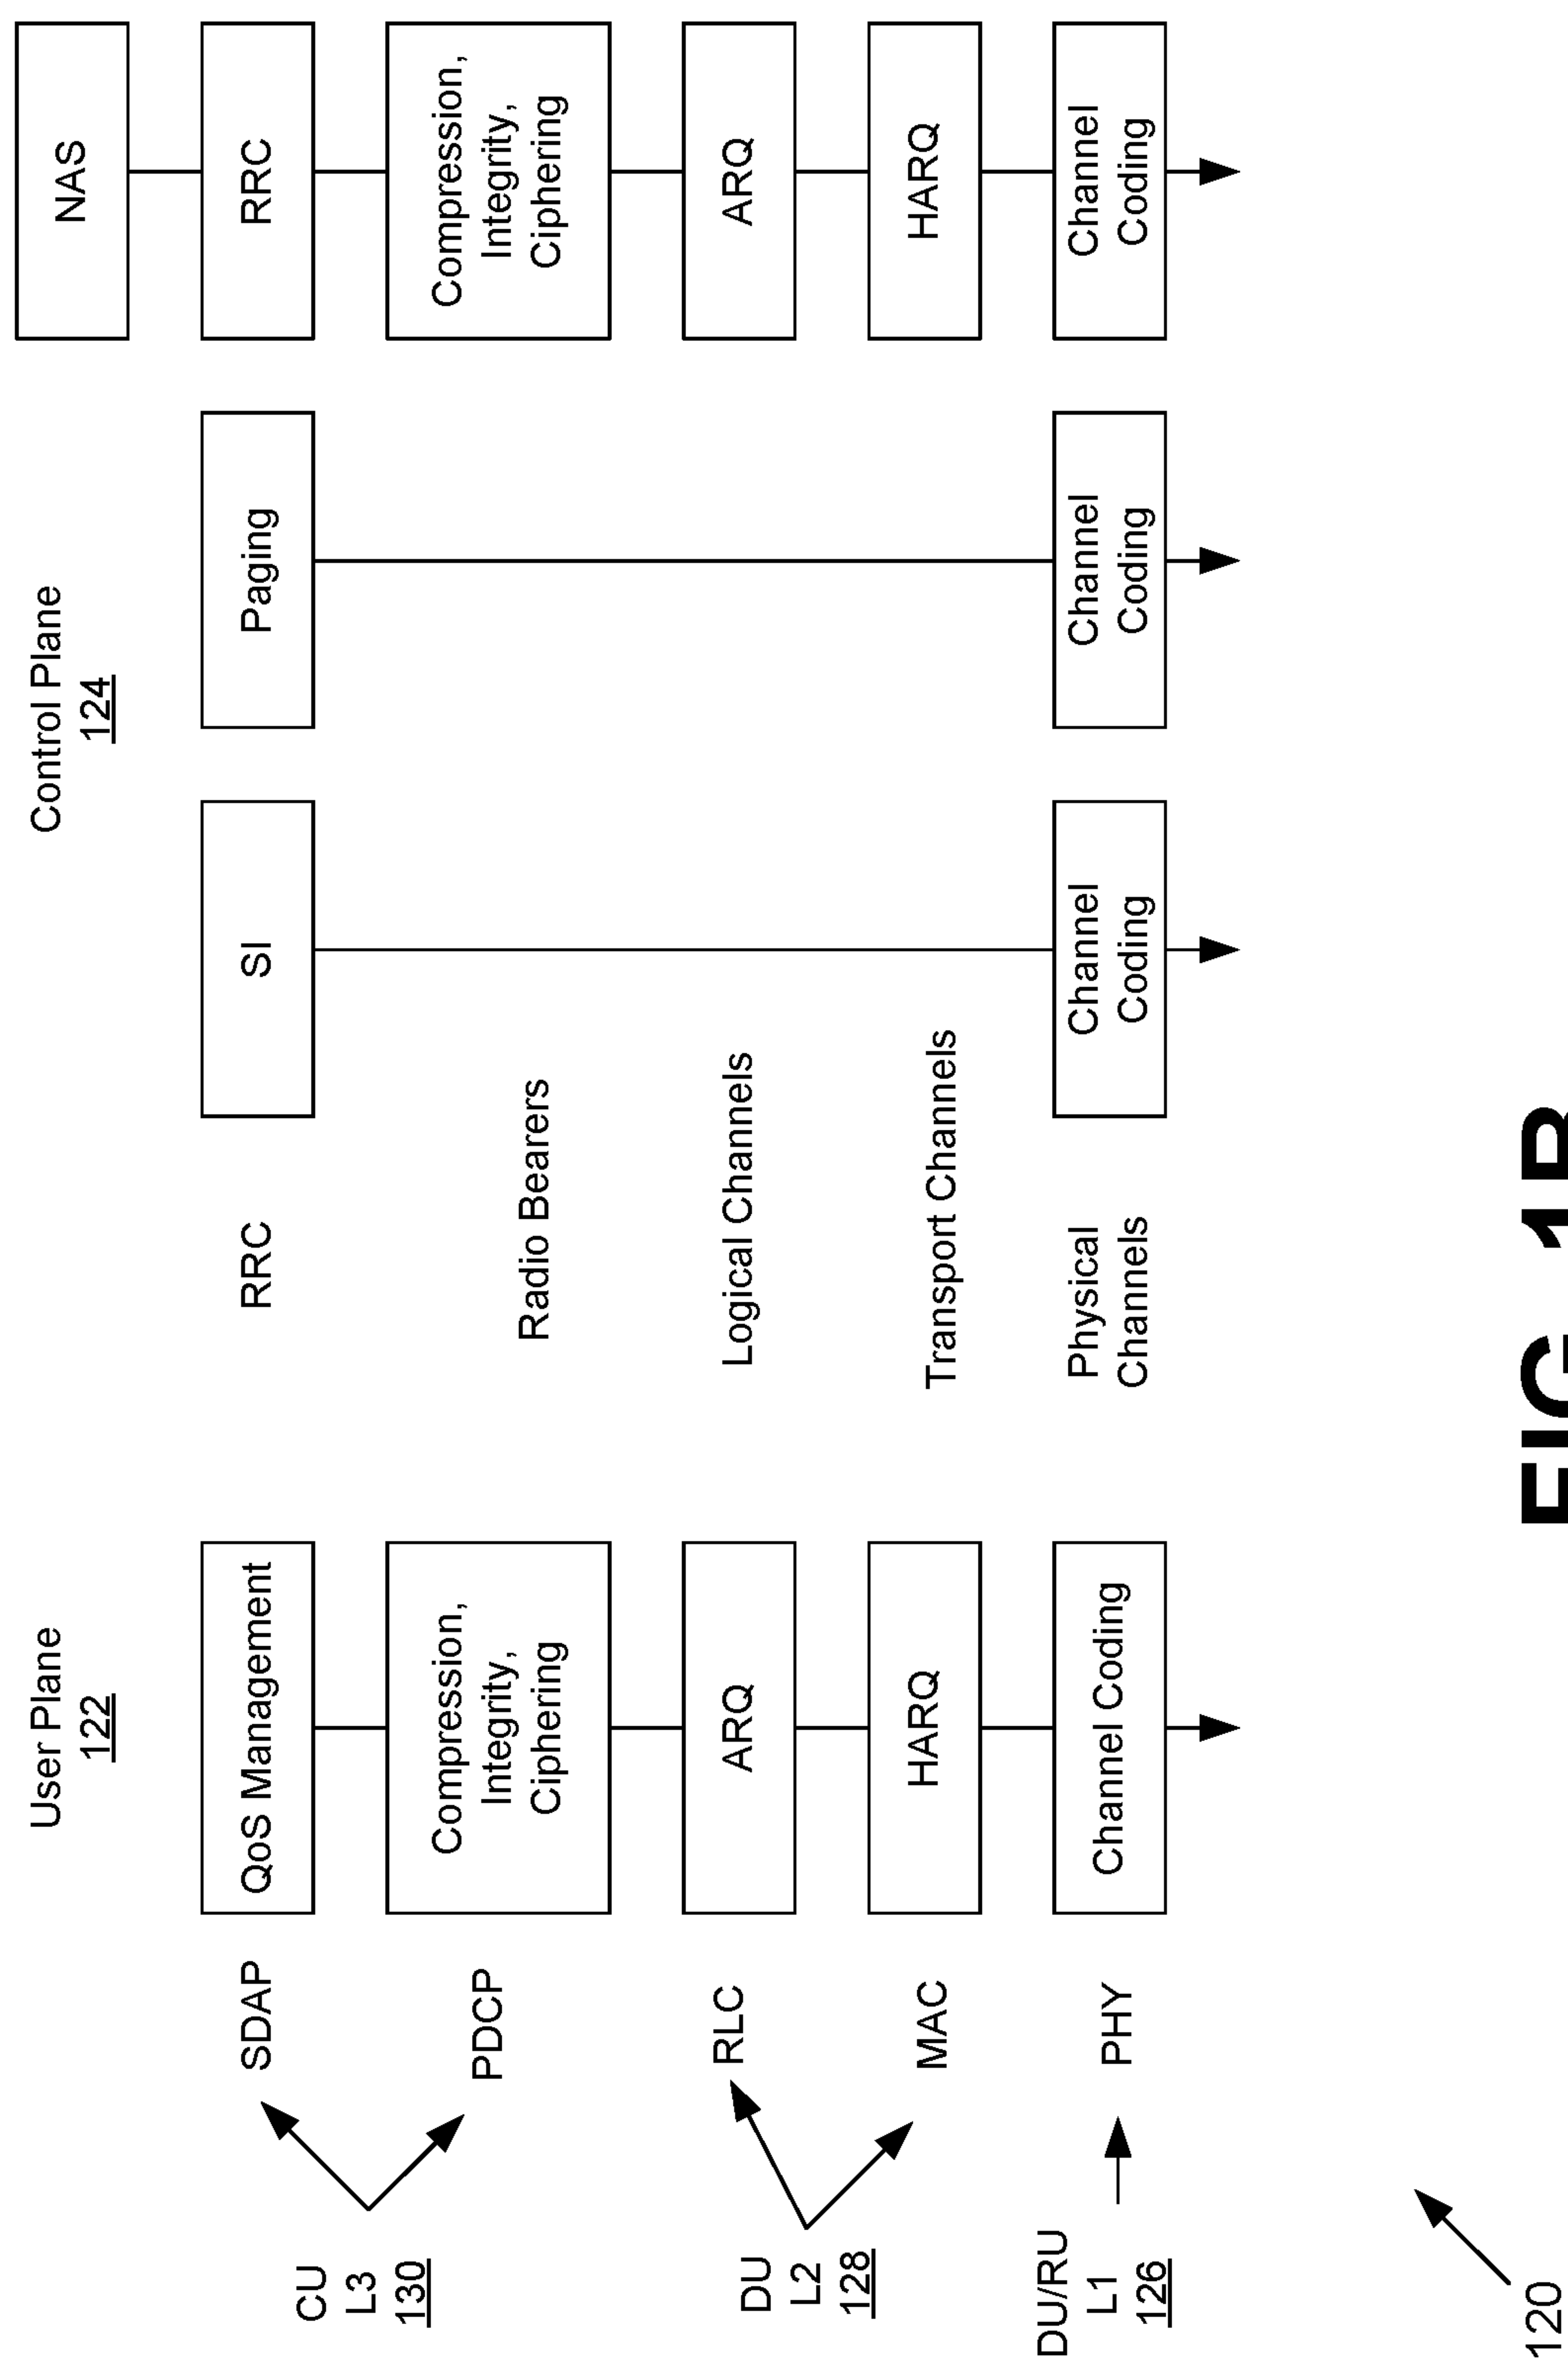 User Plane
122
Control Plane
124
NAS
CU
L3
130
SDAP
QoS Management
RRC
SI
Paging
RRC
PDCP
Compression,
Integrity,
Ciphering
Radio Bearers
Compression,
Integrity,
Ciphering
DU
L2
128
RLC
ARQ
Logical Channels
ARQ
MAC
HARQ
Transport Channels
HARQ
DU/RU
L1
126
PHY
Channel Coding
Physical
Channels
Channel
Coding
Channel
Coding
Channel
Coding
120
FIG. 1B